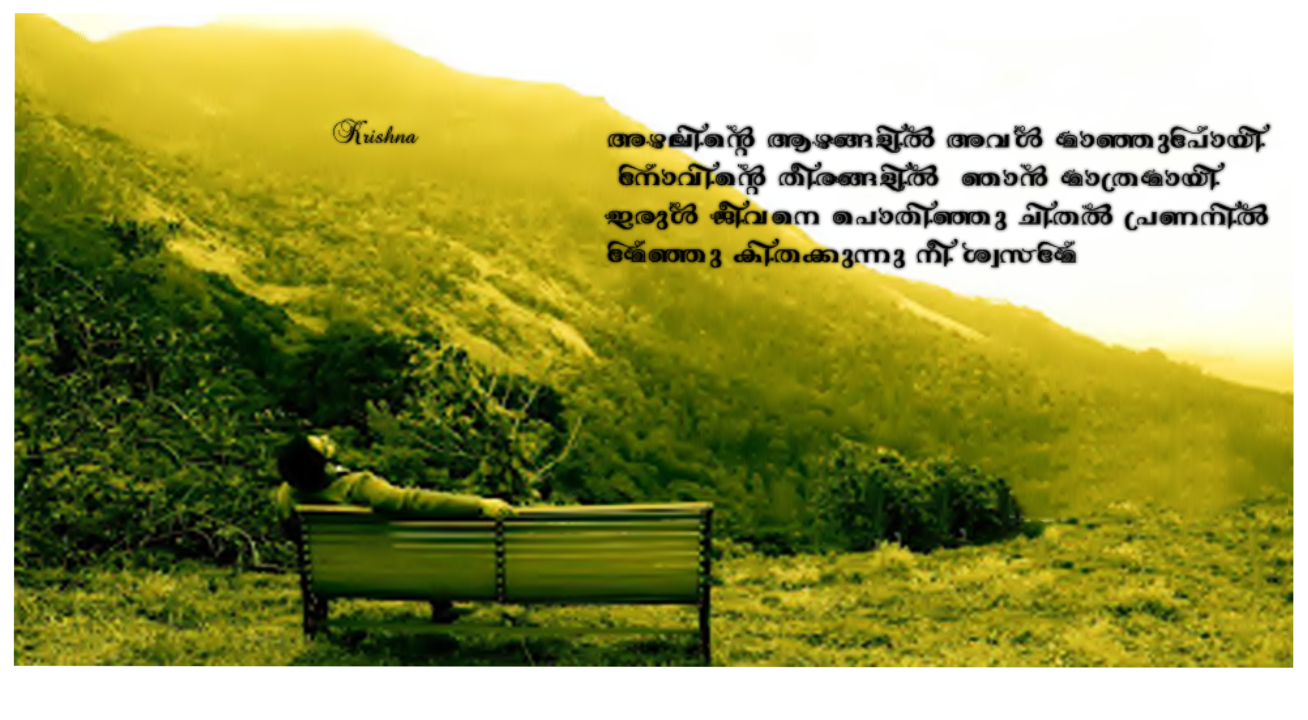 Krishna
അഴലിന്റെ ആഴങ്ങളിൽ അവൾ മാഞ്ഞുപോയി
നോവിന്റെ തീരങ്ങളിൽ ഞാൻ മാത്രമായി
ഇരുൾ ജീവനെ പൊതിഞ്ഞു ചിതൽ പ്രണനിൽ
മേഞ്ഞു കിതക്കുന്നു നീ ശ്വസമേ